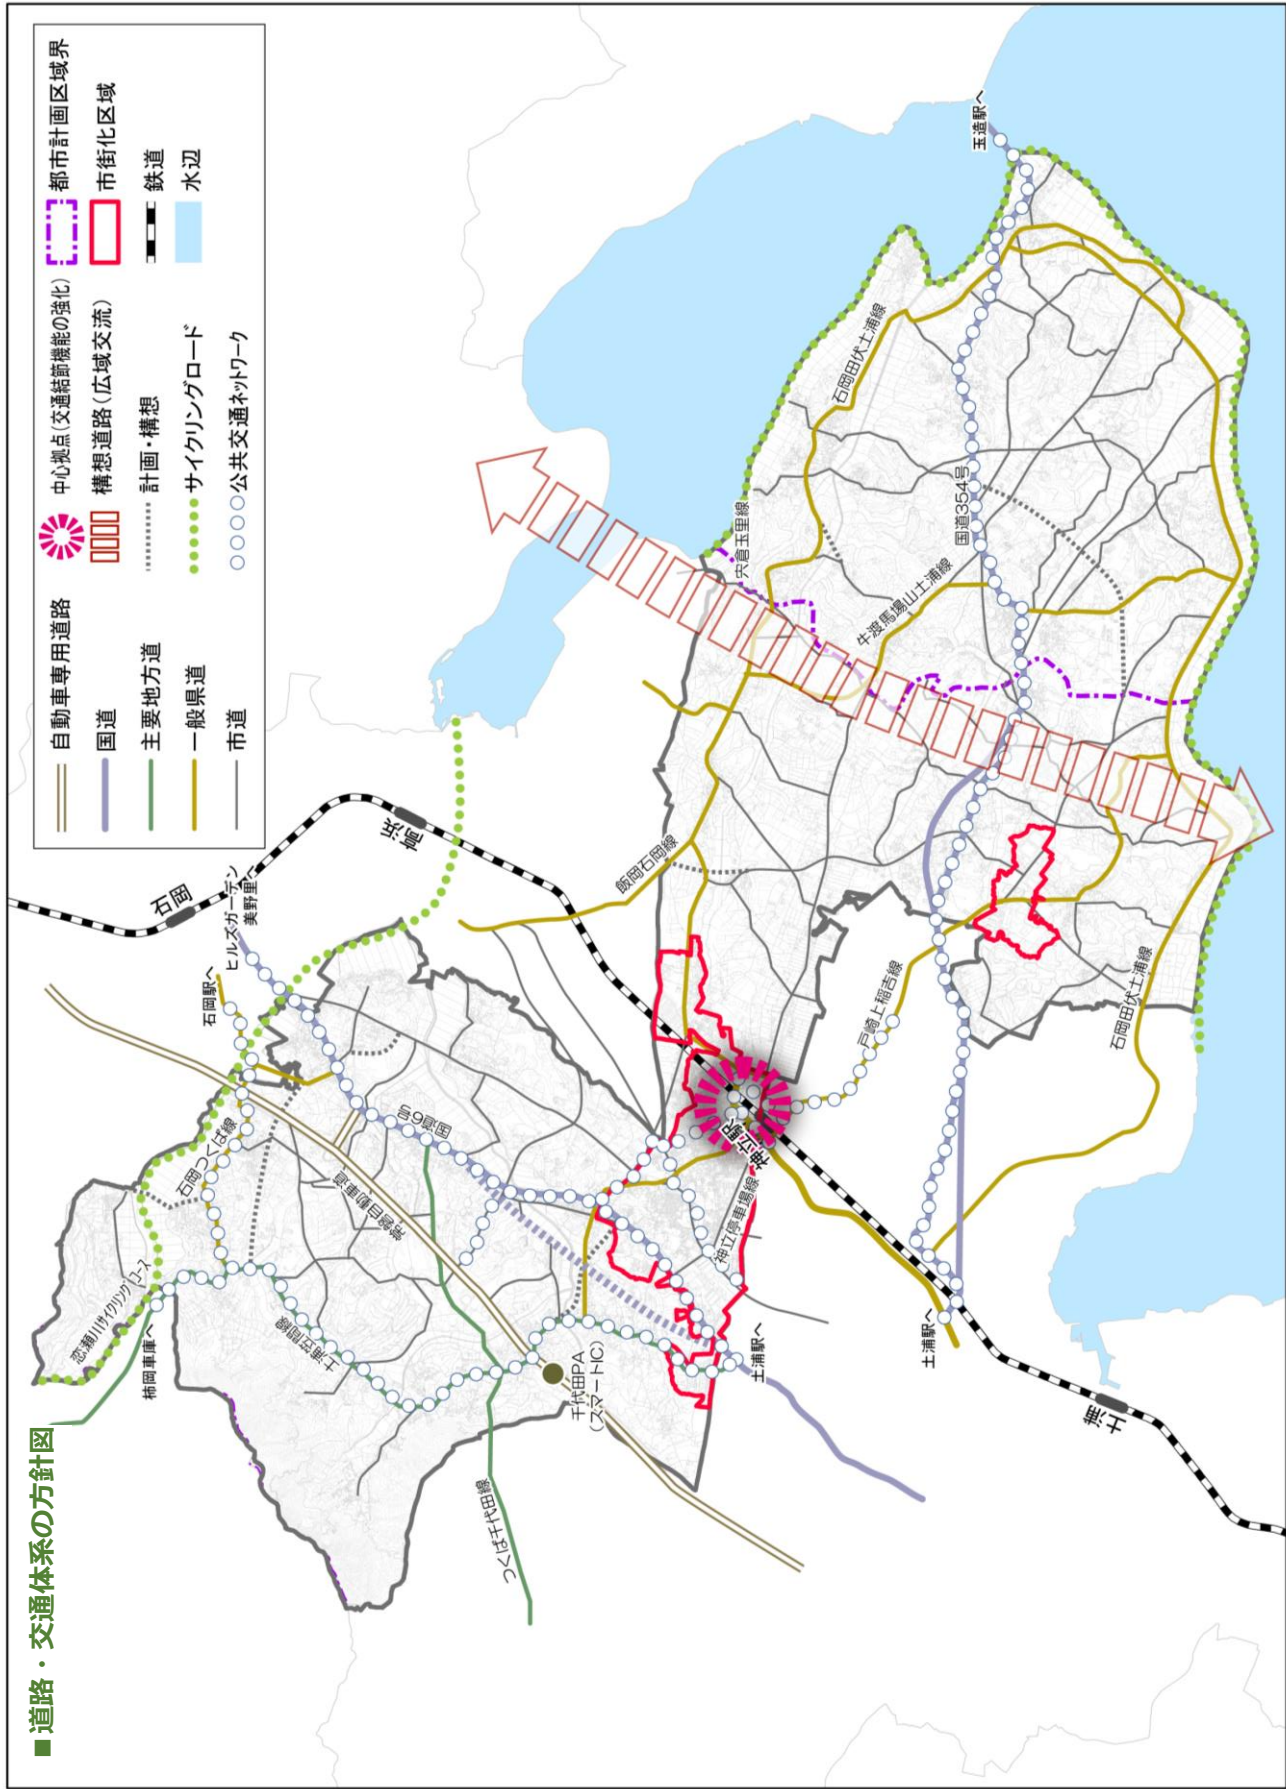 ■ 道路・交通体系の方針図
自動車専用道路
国道
主要地方道
一般県道
市道
中心拠点(交通結節機能の強化)
構想道路(広域交流)
計画・構想
サイクリングロード
公共交通ネットワーク
都市計画区域界
市街化区域
鉄道
水辺
恋瀬川サイクリングコース
柿岡車庫へ
石岡つくば線
石岡駅へ
ヒルズガーデン
美野里へ
石岡
高浜
土浦笠間線
常磐自動車道
国道6号
つくば千代田線
千代田PA
(スマートIC)
神立停車場線
土浦駅へ
神立駅
飯岡石岡線
戸崎上稲吉線
土浦駅へ
土浦
石岡田伏土浦線
宍倉玉里線
牛渡馬場山土浦線
国道354号
石岡田伏土浦線
玉造駅へ